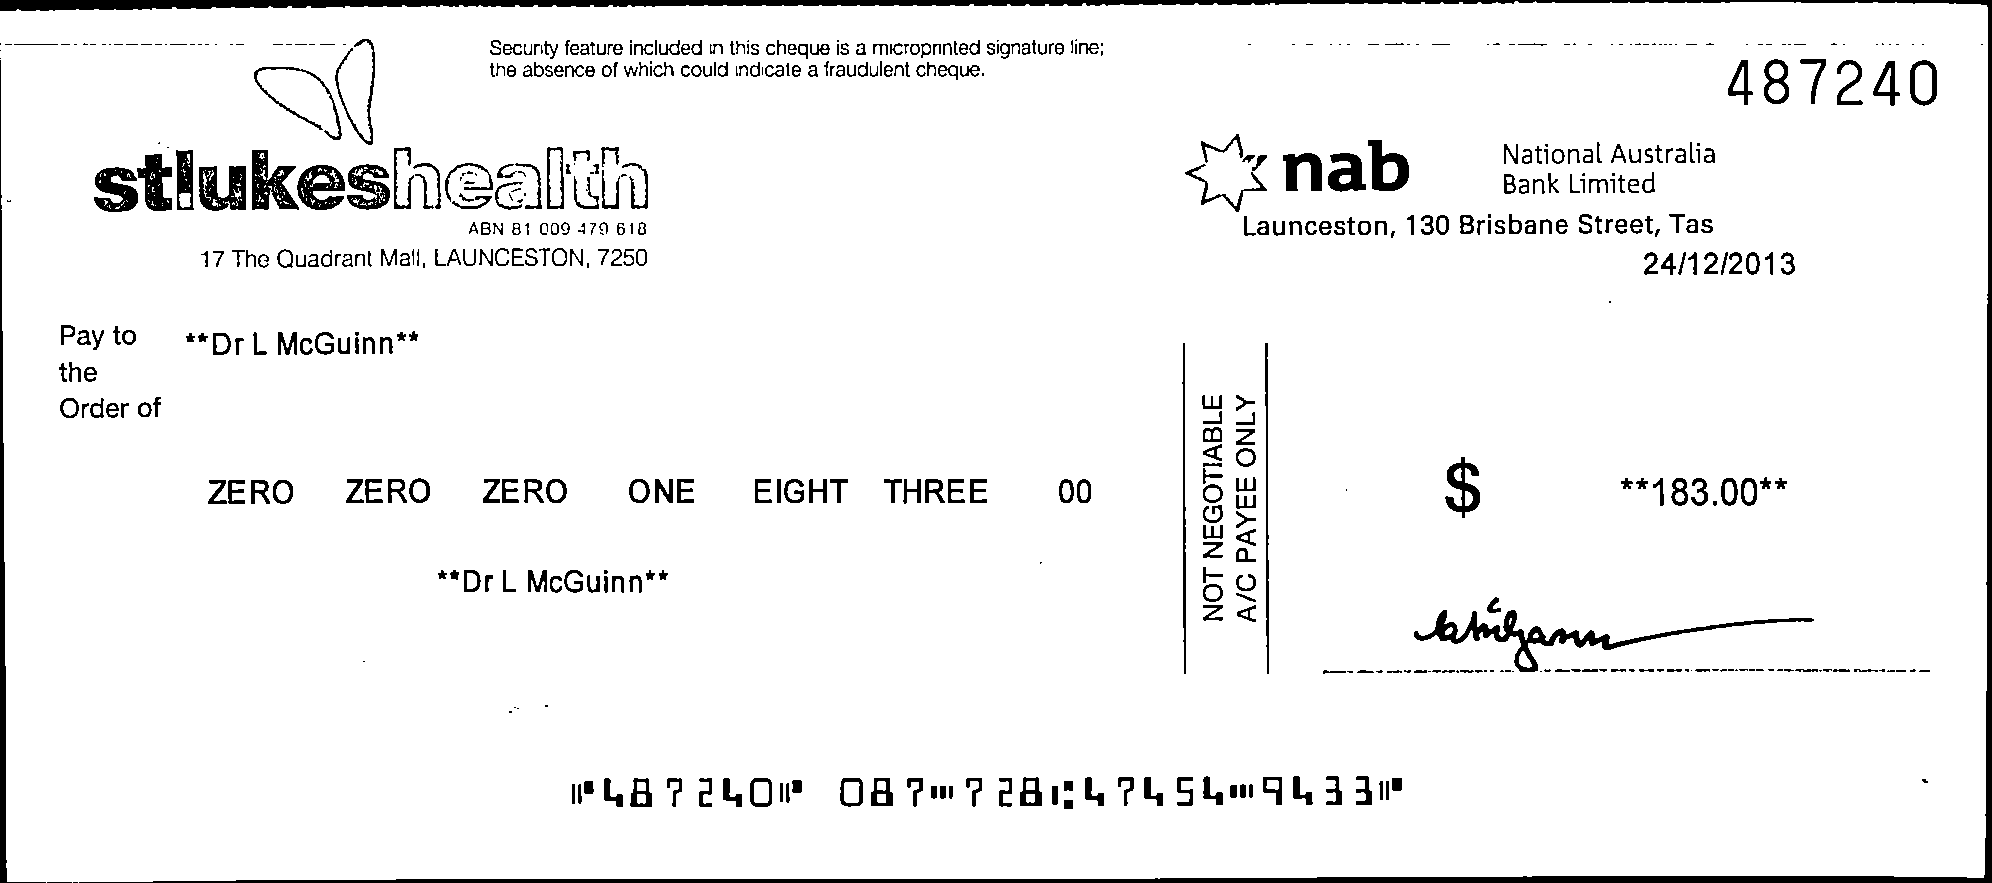 Security feature included in this cheque is a microprinted signature line;
the absence of which could indicate a fraudulent cheque.
487240
stlukeshealth
ABN 81 009 479 618
17 The Quadrant Mall, LAUNCESTON, 7250
nab
National Australia
Bank Limited
Launceston, 130 Brisbane Street, Tas
24/12/2013
Pay to
the
Order of
**Dr L McGuinn**
ZERO ZERO ZERO ONE EIGHT THREE 00
**Dr L McGuinn**
NOT NEGOTIABLE
A/C PAYEE ONLY
$ **183.00**
⑈487240⑈ 087⑉728⑆47454⑉9433⑈